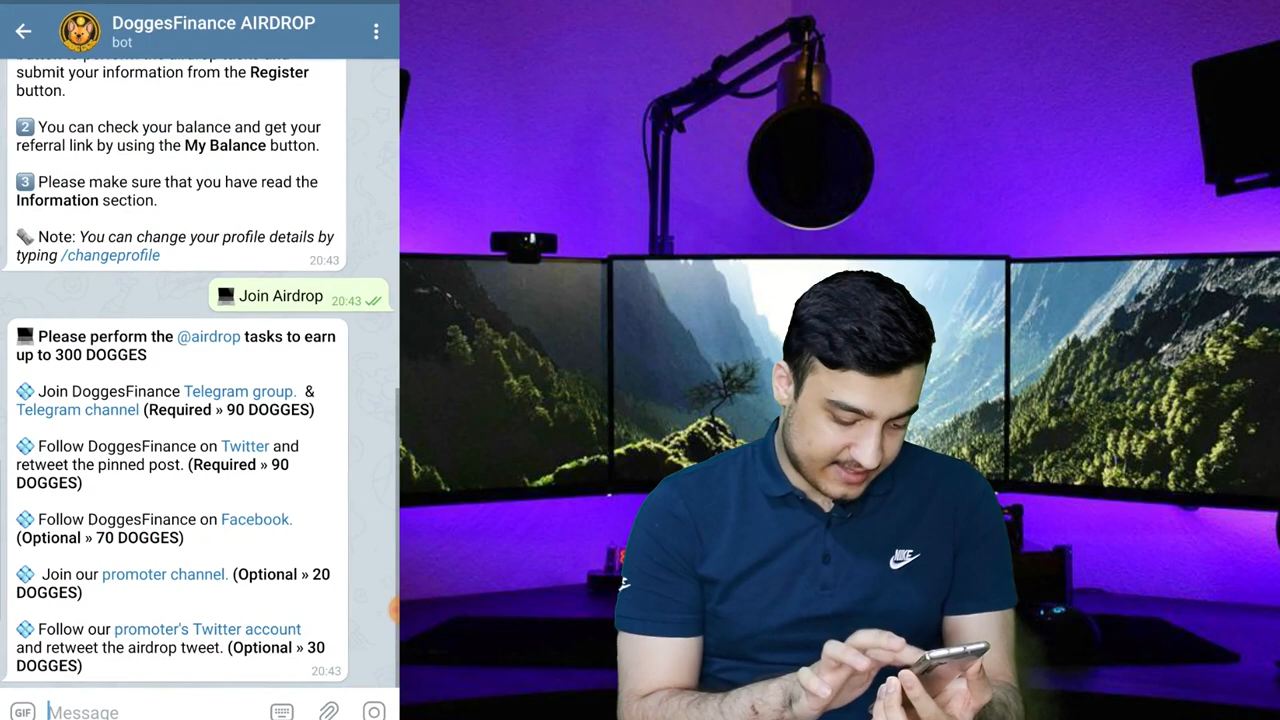 DoggesFinance AIRDROP
bot
submit your information from the Register
button.
2 You can check your balance and get your
referral link by using the My Balance button.
3 Please make sure that you have read the
Information section.
Note: You can change your profile details by
typing /changeprofile
20:43
Join Airdrop 20:43
Please perform the @airdrop tasks to earn
up to 300 DOGGES
Join DoggesFinance Telegram group. &
Telegram channel (Required » 90 DOGGES)
Follow DoggesFinance on Twitter and
retweet the pinned post. (Required » 90
DOGGES)
Follow DoggesFinance on Facebook.
(Optional » 70 DOGGES)
Join our promoter channel. (Optional » 20
DOGGES)
Follow our promoter's Twitter account
and retweet the airdrop tweet. (Optional » 30
DOGGES)
20:43
GIF Message
NIKE